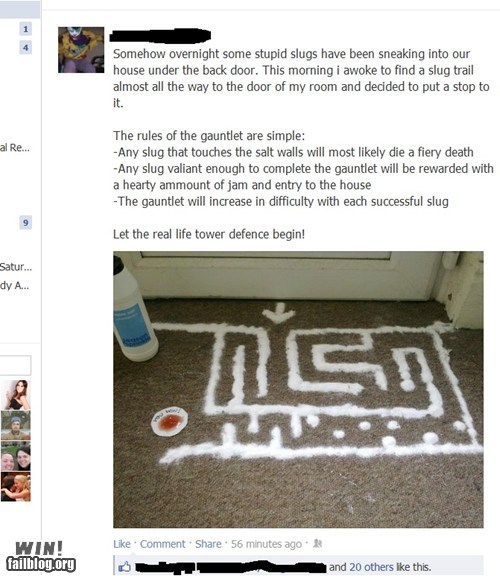 1
4
Somehow overnight some stupid slugs have been sneaking into our
house under the back door. This morning i awoke to find a slug trail
almost all the way to the door of my room and decided to put a stop to
it.
The rules of the gauntlet are simple:
-Any slug that touches the salt walls will most likely die a fiery death
-Any slug valiant enough to complete the gauntlet will be rewarded with
a hearty ammount of jam and entry to the house
-The gauntlet will increase in difficulty with each successful slug
Let the real life tower defence begin!
al Re...
9
Satur...
dy A...
Like · Comment · Share · 56 minutes ago ·
and 20 others like this.
WIN!
failblog.org